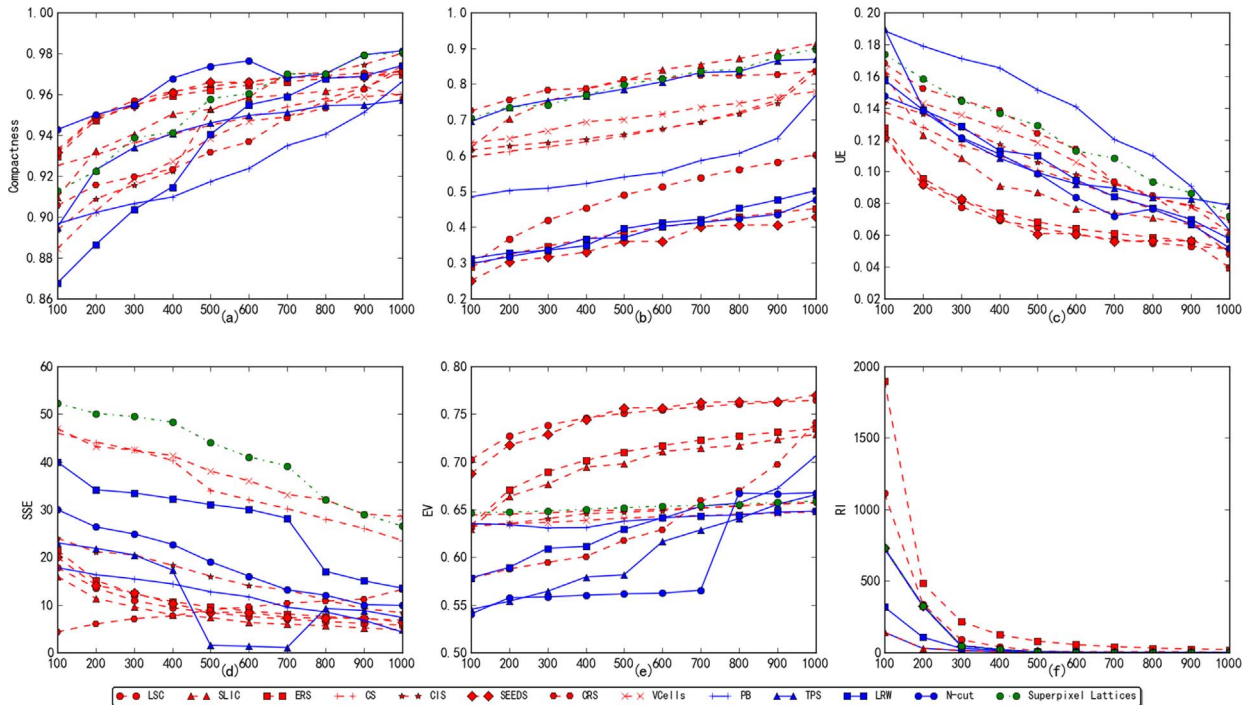 1.00
0.98
0.96
0.94
0.92
0.90
0.88
0.86
Compactness
100 200 300 400 500 600 700 800 900 1000
(a)
1.0
0.9
0.8
0.7
0.6
0.5
0.4
0.3
0.2
100 200 300 400 500 600 700 800 900 1000
(b)
0.20
0.18
0.16
0.14
0.12
0.10
0.08
0.06
0.04
0.02
UE
100 200 300 400 500 600 700 800 900 1000
(c)
60
50
40
30
20
10
0
SSE
100 200 300 400 500 600 700 800 900 1000
(d)
0.80
0.75
0.70
0.65
0.60
0.55
0.50
EV
100 200 300 400 500 600 700 800 900 1000
(e)
2000
1500
1000
500
0
RI
100 200 300 400 500 600 700 800 900 1000
(f)
LSC SLIC ERS CS CIS SEEDS CRS VCells PB TPS LRW N-cut Superpixel Lattices